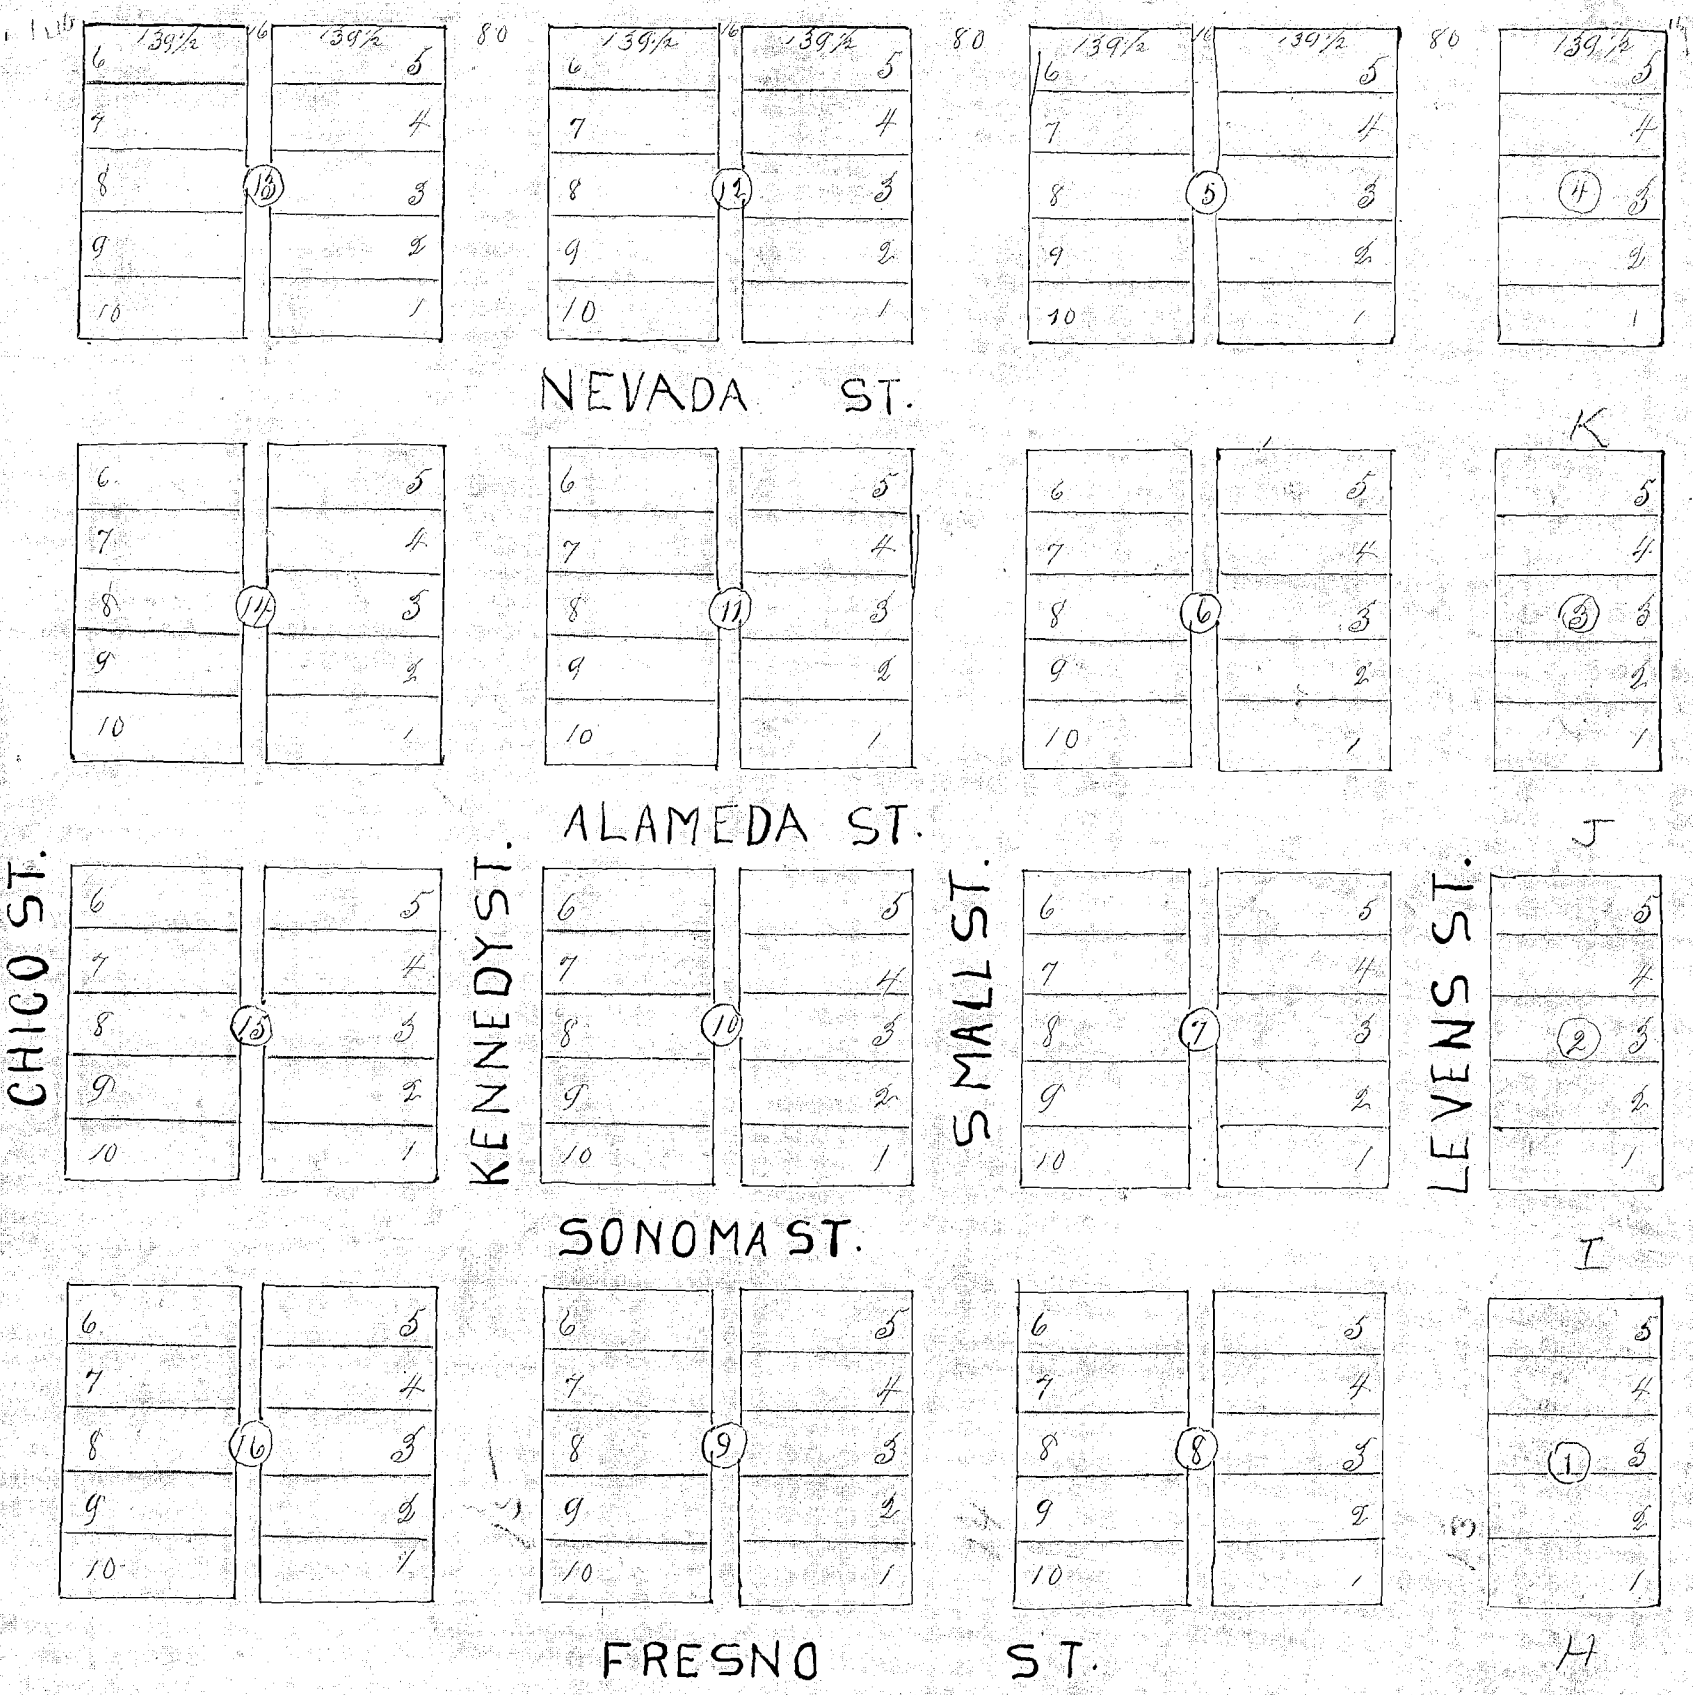 139½ 16 139½ 80 139½ 16 139½ 80 139½ 16 139½ 80 139½
6 5 6 5 6 5 5
7 4 7 4 7 4 4
8 13 3 8 12 3 8 5 3 4 3
9 2 9 2 9 2 2
10 1 10 1 10 1 1
NEVADA ST.
K
6 5 6 5 6 5 5
7 4 7 4 7 4 4
8 14 3 8 11 3 8 6 3 3 3
9 2 9 2 9 2 2
10 1 10 1 10 1 1
ALAMEDA ST.
J
CHICO ST.
KENNEDY ST.
SMALL ST.
LEVENS ST.
6 5 6 5 6 5 5
7 4 7 4 7 4 4
8 15 3 8 10 3 8 7 3 2 3
9 2 9 2 9 2 2
10 1 10 1 10 1 1
SONOMA ST.
I
6 5 6 5 6 5 5
7 4 7 4 7 4 4
8 16 3 8 9 3 8 8 3 1 3
9 2 9 2 9 2 2
10 1 10 1 10 1 1
15 14 13
FRESNO ST.
H